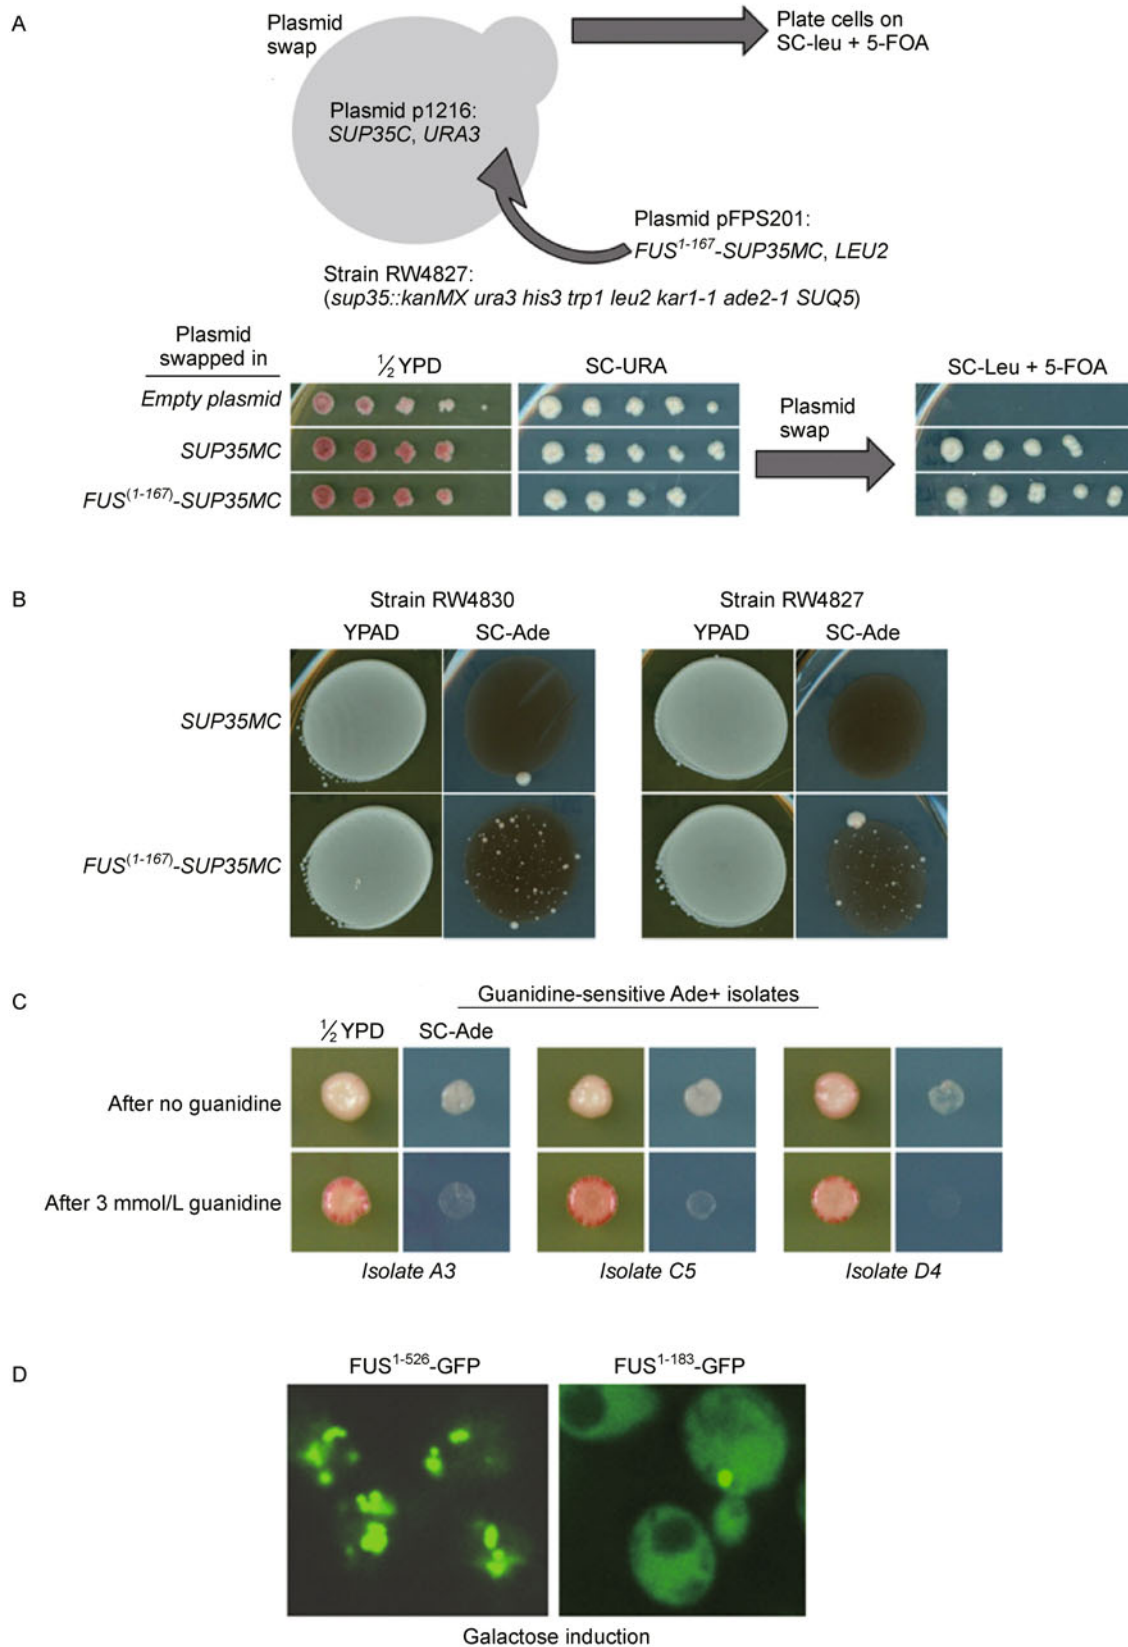 A
Plasmid
swap
Plasmid p1216:
SUP35C, URA3
Plate cells on
SC-leu + 5-FOA
Plasmid pFPS201:
FUS1-167-SUP35MC, LEU2
Strain RW4827:
(sup35::kanMX ura3 his3 trp1 leu2 kar1-1 ade2-1 SUQ5)
Plasmid
swapped in
½ YPD
SC-URA
SC-Leu + 5-FOA
Empty plasmid
SUP35MC
FUS(1-167)-SUP35MC
Plasmid
swap
B
Strain RW4830
Strain RW4827
YPAD
SC-Ade
YPAD
SC-Ade
SUP35MC
FUS(1-167)-SUP35MC
C
Guanidine-sensitive Ade+ isolates
½ YPD
SC-Ade
After no guanidine
After 3 mmol/L guanidine
Isolate A3
Isolate C5
Isolate D4
D
FUS1-526-GFP
FUS1-183-GFP
Galactose induction